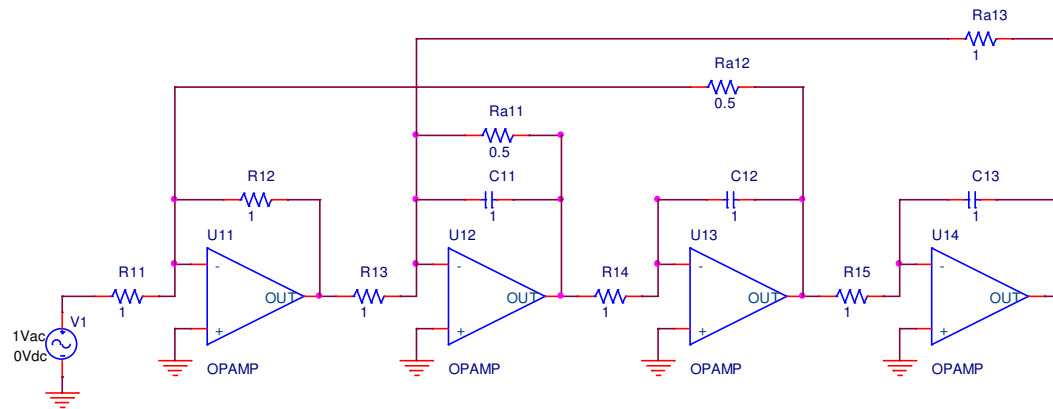 Ra13
1
Ra12
0.5
Ra11
0.5
R12
1
C11
1
C12
1
C13
1
U11
U12
U13
U14
R11
1
-
+
OUT
R13
1
-
+
OUT
R14
1
-
+
OUT
R15
1
-
+
OUT
V1
1Vac
0Vdc
OPAMP
OPAMP
OPAMP
OPAMP